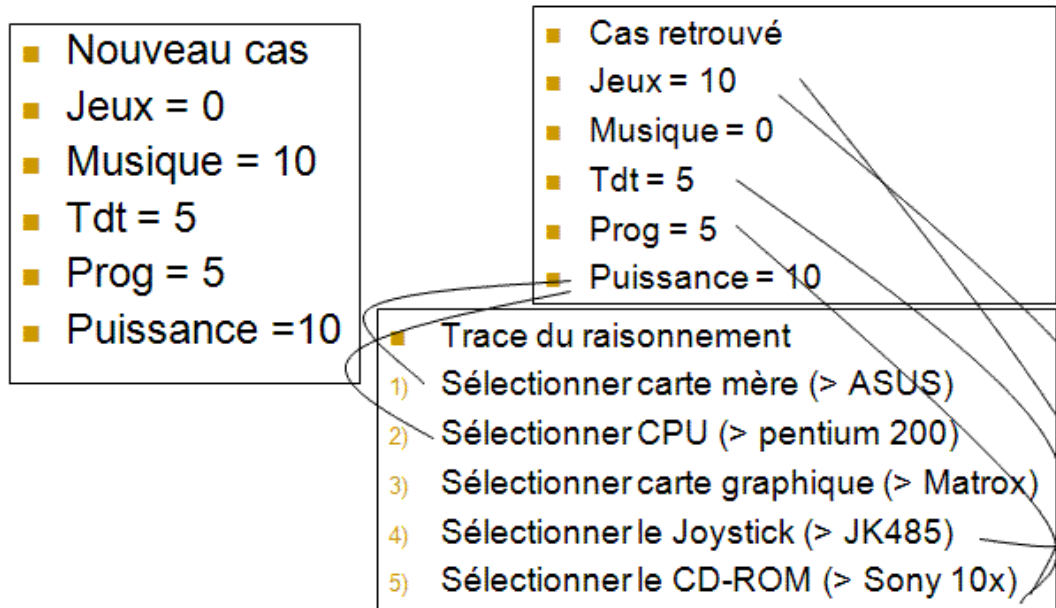 Nouveau cas
Jeux = 0
Musique = 10
Tdt = 5
Prog = 5
Puissance =10
Cas retrouvé
Jeux = 10
Musique = 0
Tdt = 5
Prog = 5
Puissance = 10
Trace du raisonnement
1) Sélectionner carte mère (> ASUS)
2) Sélectionner CPU (> pentium 200)
3) Sélectionner carte graphique (> Matrox)
4) Sélectionner le Joystick (> JK485)
5) Sélectionner le CD-ROM (> Sony 10x)